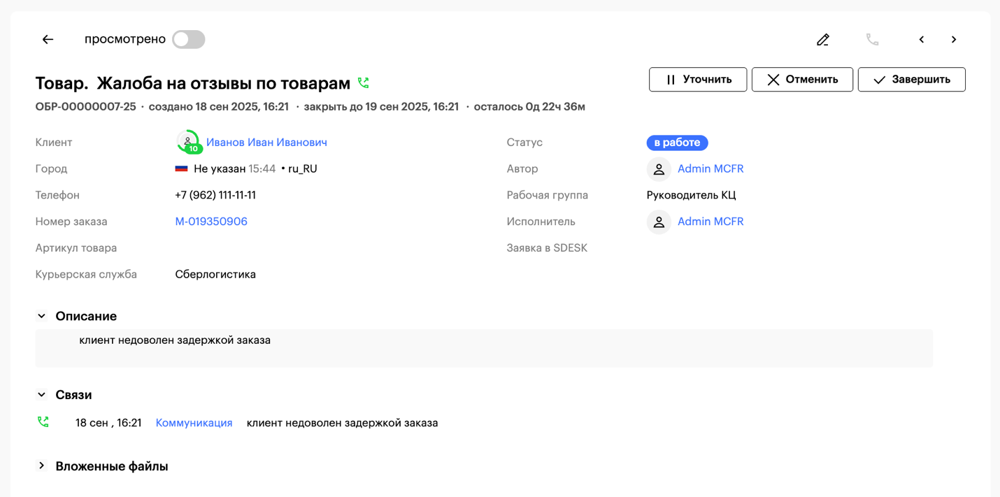 просмотрено
Товар. Жалоба на отзывы по товарам
Уточнить
Отменить
Завершить
ОБР-00000007-25 · создано 18 сен 2025, 16:21 · закрыть до 19 сен 2025, 16:21 · осталось 0д 22ч 36м
Клиент 10 Иванов Иван Иванович
Город Не указан 15:44 • ru_RU
Телефон +7 (962) 111-11-11
Номер заказа М-019350906
Артикул товара
Курьерская служба Сберлогистика
Статус в работе
Автор Admin MCFR
Рабочая группа Руководитель КЦ
Исполнитель Admin MCFR
Заявка в SDESK
Описание
клиент недоволен задержкой заказа
Связи
18 сен , 16:21 Коммуникация клиент недоволен задержкой заказа
Вложенные файлы